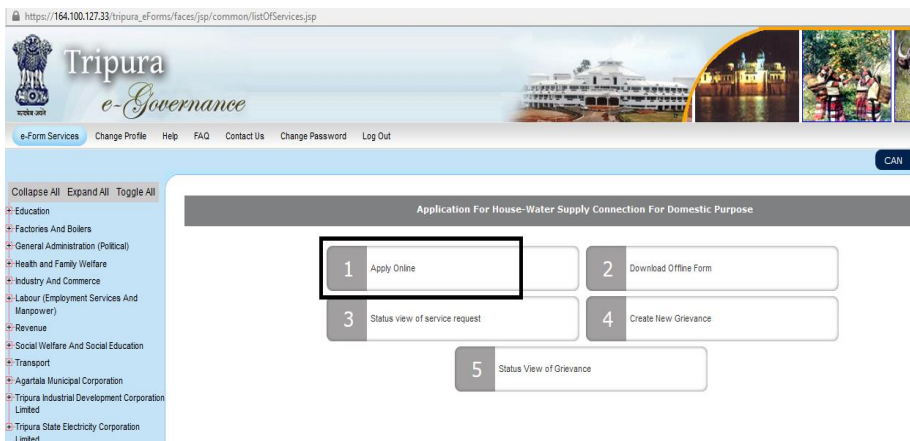 https://164.100.127.33/tripura_eForms/faces/jsp/common/listOfServices.jsp
Tripura
e-Governance
सत्यमेव जयते
e-Form Services Change Profile Help FAQ Contact Us Change Password Log Out
CAN
Collapse All Expand All Toggle All
Education
Factories And Boilers
General Administration (Political)
Health and Family Welfare
Industry And Commerce
Labour (Employment Services And
Manpower)
Revenue
Social Welfare And Social Education
Transport
Agartala Municipal Corporation
Tripura Industrial Development Corporation
Limited
Tripura State Electricity Corporation
Limited
Application For House-Water Supply Connection For Domestic Purpose
1 Apply Online
2 Download Offline Form
3 Status view of service request
4 Create New Grievance
5 Status View of Grievance